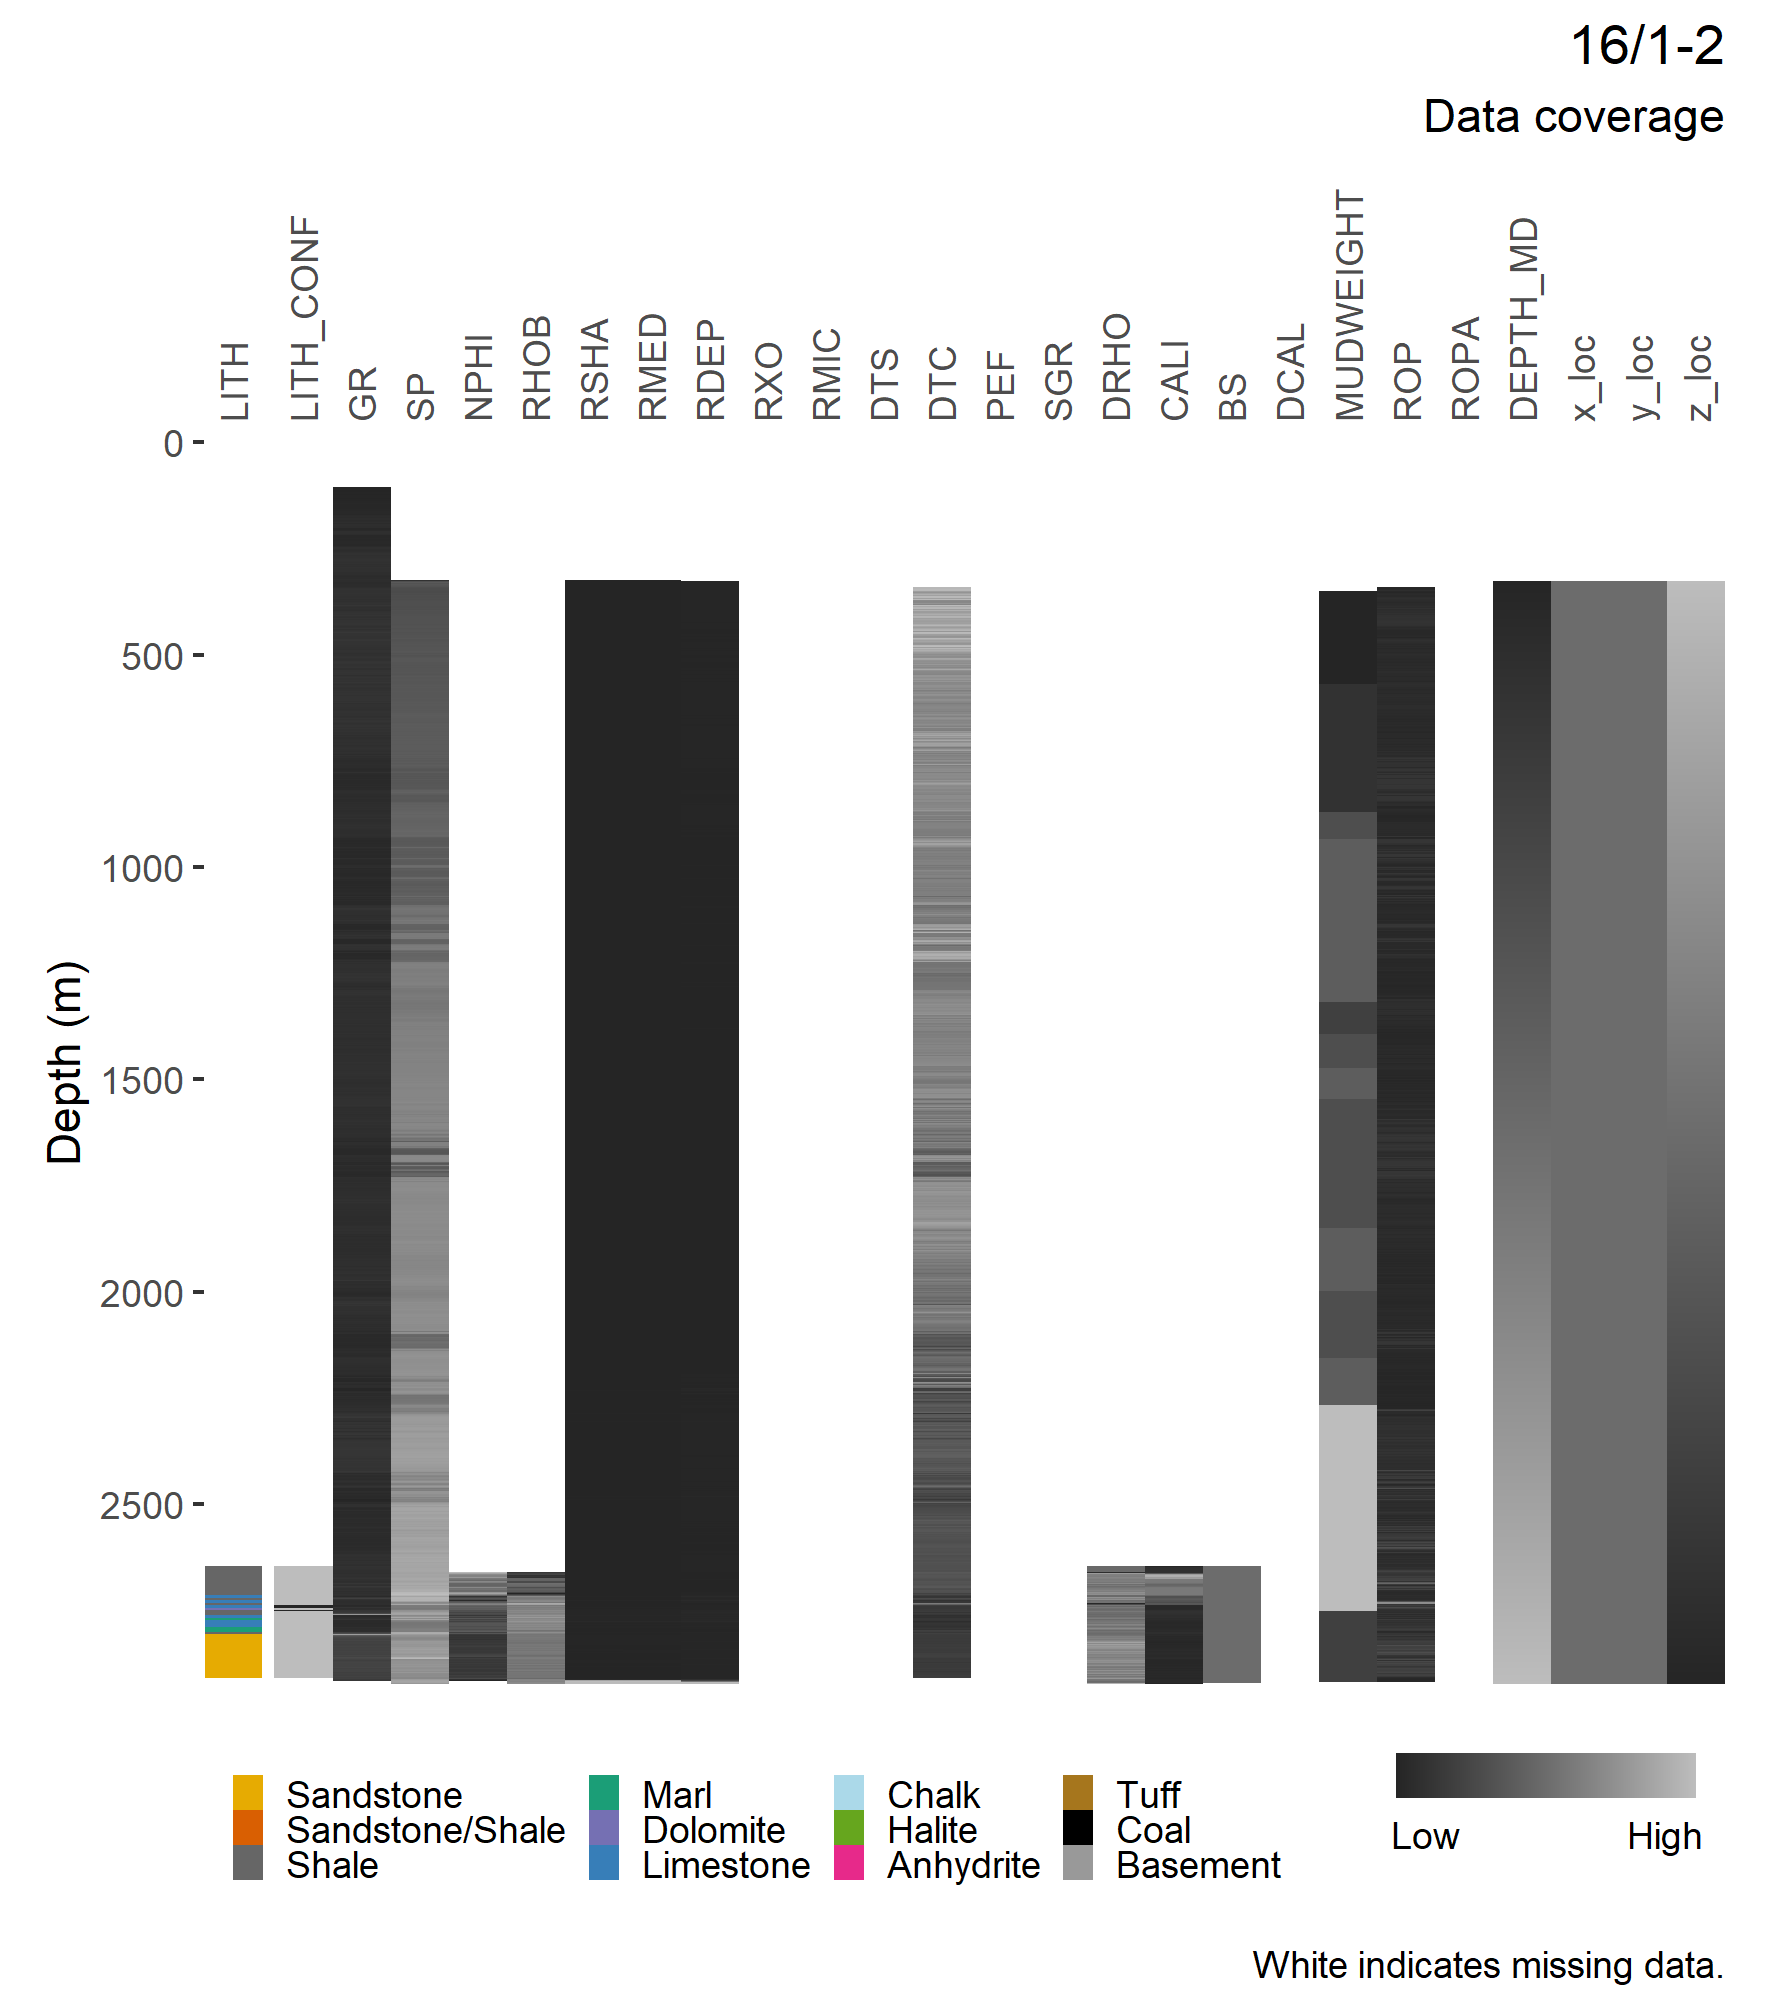 16/1-2
Data coverage
LITH
LITH_CONF
GR
SP
NPHI
RHOB
RSHA
RMED
RDEP
RXO
RMIC
DTS
DTC
PEF
SGR
DRHO
CALI
BS
DCAL
MUDWEIGHT
ROP
ROPA
DEPTH_MD
x_loc
y_loc
z_loc
0
500
1000
1500
2000
2500
Depth (m)
Sandstone
Sandstone/Shale
Shale
Marl
Dolomite
Limestone
Chalk
Halite
Anhydrite
Tuff
Coal
Basement
Low
High
White indicates missing data.